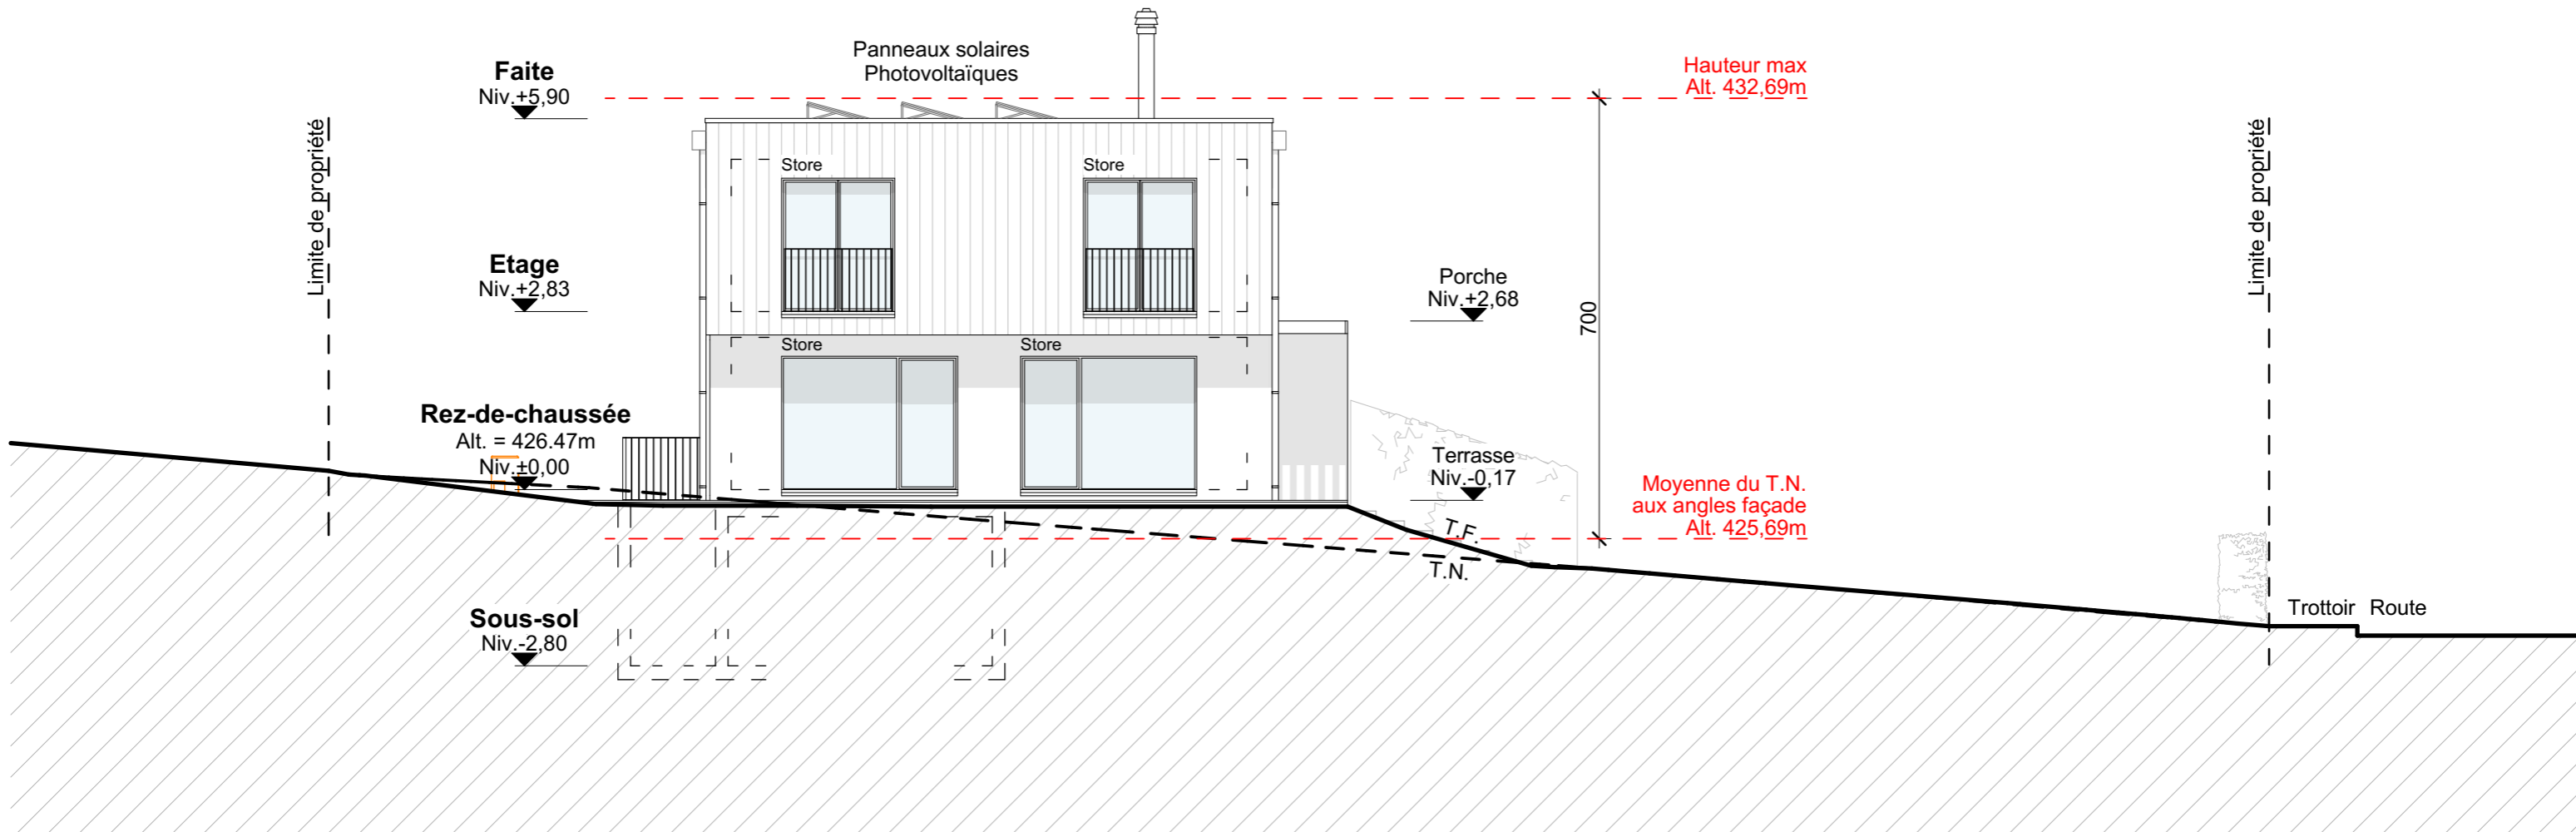 Panneaux solaires
Photovoltaïques
Faite
Niv.+5,90
Hauteur max
Alt. 432,69m
Limite de propriété
Limite de propriété
Store
Store
Etage
Niv.+2,83
Porche
Niv.+2,68
700
Store
Store
Rez-de-chaussée
Alt. = 426.47m
Niv.±0,00
Terrasse
Niv.-0,17
Moyenne du T.N.
aux angles façade
Alt. 425,69m
T.F.
T.N.
Sous-sol
Niv.-2,80
Trottoir
Route